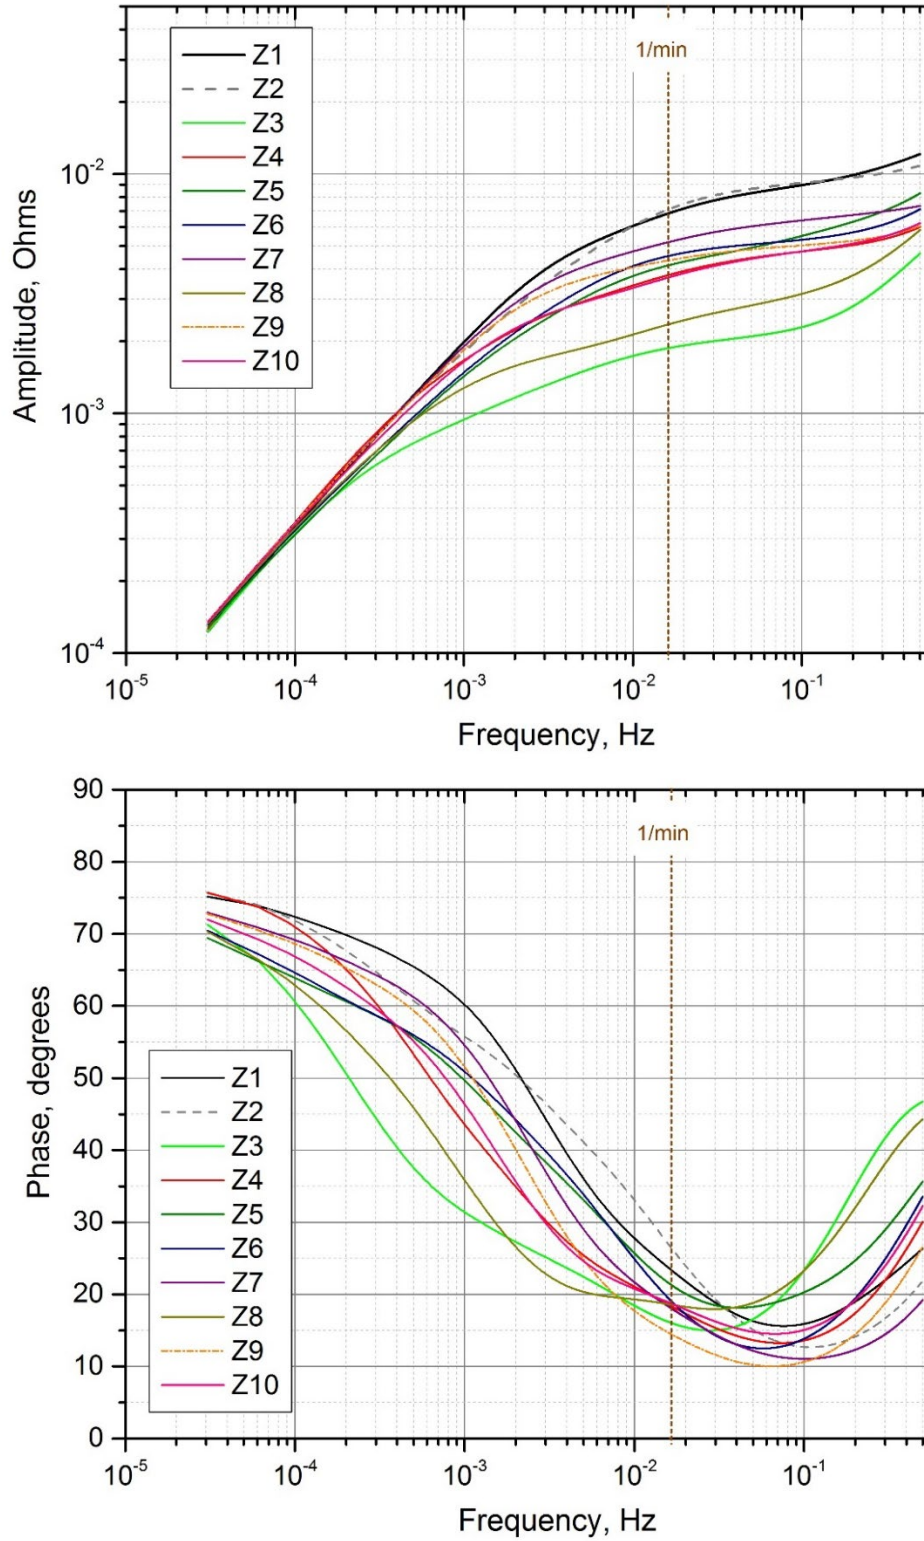 1/min
Z1
Z2
Z3
Z4
Z5
Z6
Z7
Z8
Z9
Z10
10-2
10-3
10-4
Amplitude, Ohms
10-5 10-4 10-3 10-2 10-1
Frequency, Hz
90
80
70
60
50
40
30
20
10
0
Phase, degrees
1/min
Z1
Z2
Z3
Z4
Z5
Z6
Z7
Z8
Z9
Z10
10-5 10-4 10-3 10-2 10-1
Frequency, Hz